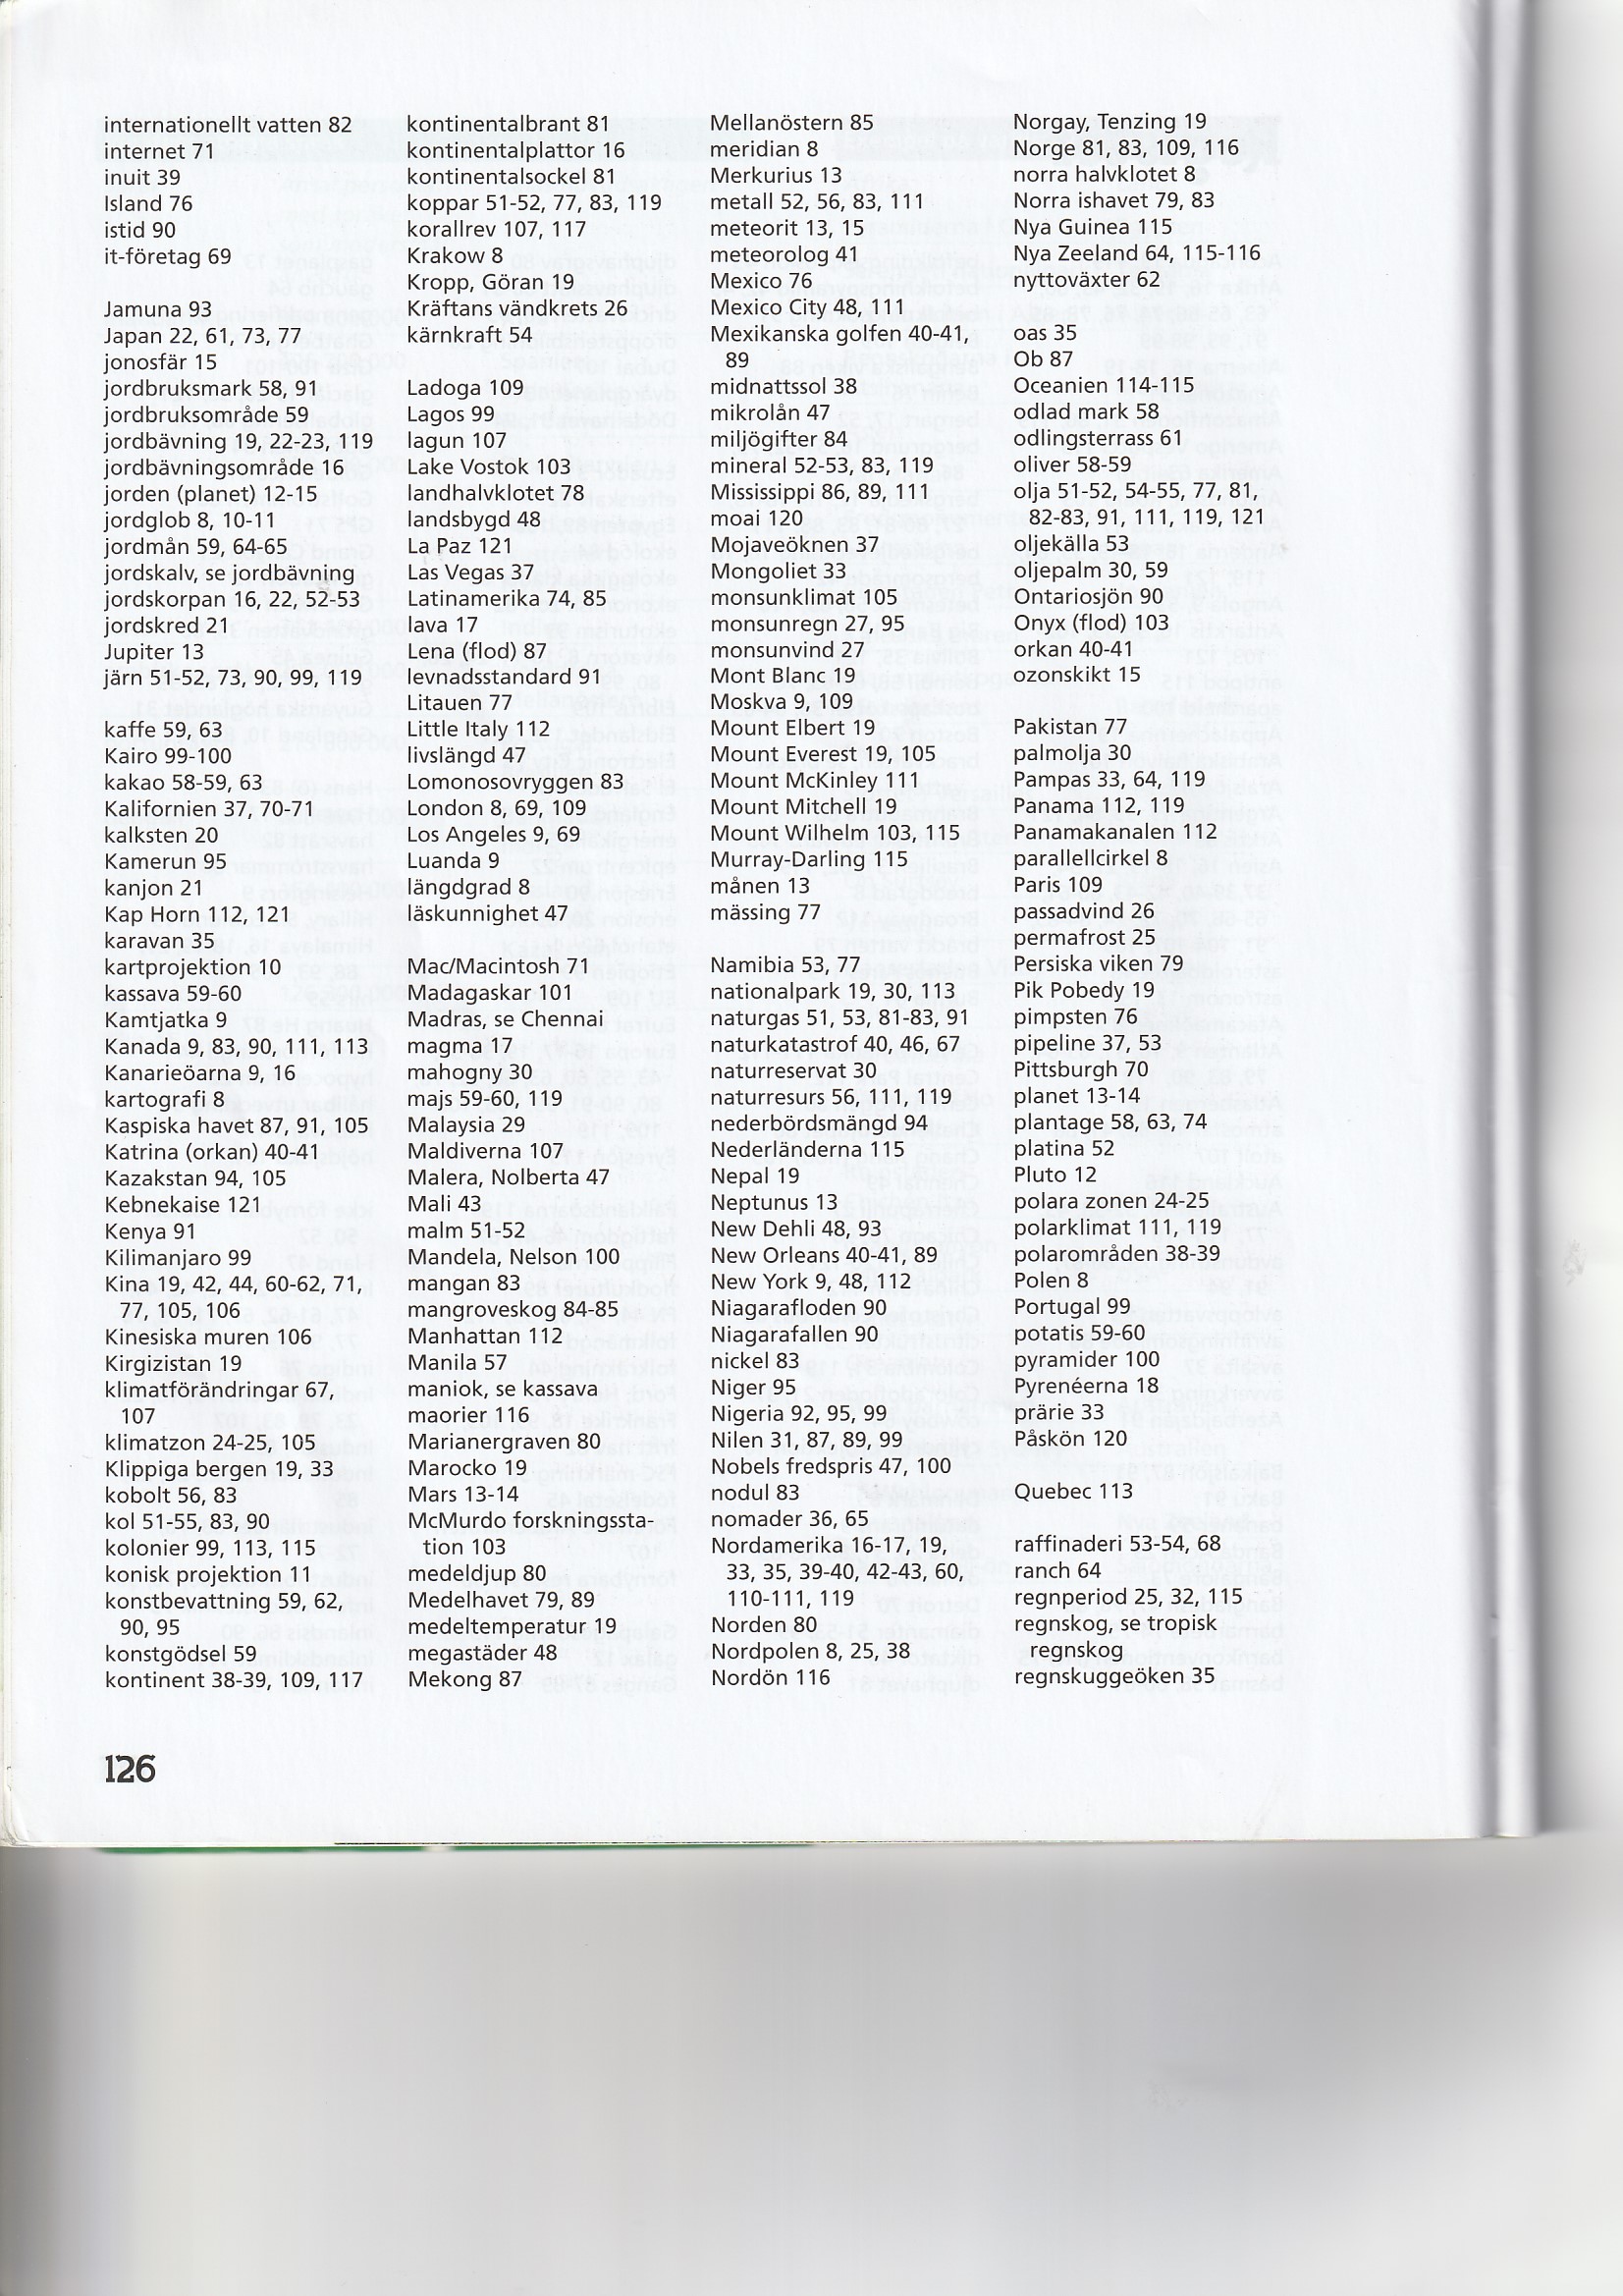 internationellt vatten 82
internet 71
inuit 39
Island 76
istid 90
it-företag 69
Jamuna 93
Japan 22, 61, 73, 77
jonosfär 15
jordbruksmark 58, 91
jordbruksområde 59
jordbävning 19, 22-23, 119
jordbävningsområde 16
jorden (planet) 12-15
jordglob 8, 10-11
jordmån 59, 64-65
jordskalv, se jordbävning
jordskorpan 16, 22, 52-53
jordskred 21
Jupiter 13
järn 51-52, 73, 90, 99, 119
kaffe 59, 63
Kairo 99-100
kakao 58-59, 63
Kalifornien 37, 70-71
kalksten 20
Kamerun 95
kanjon 21
Kap Horn 112, 121
karavan 35
kartprojektion 10
kassava 59-60
Kamtjatka 9
Kanada 9, 83, 90, 111, 113
Kanarieöarna 9, 16
kartografi 8
Kaspiska havet 87, 91, 105
Katrina (orkan) 40-41
Kazakstan 94, 105
Kebnekaise 121
Kenya 91
Kilimanjaro 99
Kina 19, 42, 44, 60-62, 71,
77, 105, 106
Kinesiska muren 106
Kirgizistan 19
klimatförändringar 67,
107
klimatzon 24-25, 105
Klippiga bergen 19, 33
kobolt 56, 83
kol 51-55, 83, 90
kolonier 99, 113, 115
konisk projektion 11
konstbevattning 59, 62,
90, 95
konstgödsel 59
kontinent 38-39, 109, 117
kontinentalbrant 81
kontinentalplattor 16
kontinentalsockel 81
koppar 51-52, 77, 83, 119
korallrev 107, 117
Krakow 8
Kropp, Göran 19
Kräftans vändkrets 26
kärnkraft 54
Ladoga 109
Lagos 99
lagun 107
Lake Vostok 103
landhalvklotet 78
landsbygd 48
La Paz 121
Las Vegas 37
Latinamerika 74, 85
lava 17
Lena (flod) 87
levnadsstandard 91
Litauen 77
Little Italy 112
livslängd 47
Lomonosovryggen 83
London 8, 69, 109
Los Angeles 9, 69
Luanda 9
längdgrad 8
läskunnighet 47
Mac/Macintosh 71
Madagaskar 101
Madras, se Chennai
magma 17
mahogny 30
majs 59-60, 119
Malaysia 29
Maldiverna 107
Malera, Nolberta 47
Mali 43
malm 51-52
Mandela, Nelson 100
mangan 83
mangroveskog 84-85
Manhattan 112
Manila 57
maniok, se kassava
maorier 116
Marianergraven 80
Marocko 19
Mars 13-14
McMurdo forskningssta-
tion 103
medeldjup 80
Medelhavet 79, 89
medeltemperatur 19
megastäder 48
Mekong 87
Mellanöstern 85
meridian 8
Merkurius 13
metall 52, 56, 83, 111
meteorit 13, 15
meteorolog 41
Mexico 76
Mexico City 48, 111
Mexikanska golfen 40-41,
89
midnattssol 38
mikrolån 47
miljögifter 84
mineral 52-53, 83, 119
Mississippi 86, 89, 111
moai 120
Mojaveöknen 37
Mongoliet 33
monsunklimat 105
monsunregn 27, 95
monsunvind 27
Mont Blanc 19
Moskva 9, 109
Mount Elbert 19
Mount Everest 19, 105
Mount McKinley 111
Mount Mitchell 19
Mount Wilhelm 103, 115
Murray-Darling 115
månen 13
mässing 77
Namibia 53, 77
nationalpark 19, 30, 113
naturgas 51, 53, 81-83, 91
naturkatastrof 40, 46, 67
naturreservat 30
naturresurs 56, 111, 119
nederbördsmängd 94
Nederländerna 115
Nepal 19
Neptunus 13
New Dehli 48, 93
New Orleans 40-41, 89
New York 9, 48, 112
Niagarafloden 90
Niagarafallen 90
nickel 83
Niger 95
Nigeria 92, 95, 99
Nilen 31, 87, 89, 99
Nobels fredspris 47, 100
nodul 83
nomader 36, 65
Nordamerika 16-17, 19,
33, 35, 39-40, 42-43, 60,
110-111, 119
Norden 80
Nordpolen 8, 25, 38
Nordön 116
Norgay, Tenzing 19
Norge 81, 83, 109, 116
norra halvklotet 8
Norra ishavet 79, 83
Nya Guinea 115
Nya Zeeland 64, 115-116
nyttoväxter 62
oas 35
Ob 87
Oceanien 114-115
odlad mark 58
odlingsterrass 61
oliver 58-59
olja 51-52, 54-55, 77, 81,
82-83, 91, 111, 119, 121
oljekälla 53
oljepalm 30, 59
Ontariosjön 90
Onyx (flod) 103
orkan 40-41
ozonskikt 15
Pakistan 77
palmolja 30
Pampas 33, 64, 119
Panama 112, 119
Panamakanalen 112
parallellcirkel 8
Paris 109
passadvind 26
permafrost 25
Persiska viken 79
Pik Pobedy 19
pimpsten 76
pipeline 37, 53
Pittsburgh 70
planet 13-14
plantage 58, 63, 74
platina 52
Pluto 12
polara zonen 24-25
polarklimat 111, 119
polarområden 38-39
Polen 8
Portugal 99
potatis 59-60
pyramider 100
Pyrenéerna 18
prärie 33
Påskön 120
Quebec 113
raffinaderi 53-54, 68
ranch 64
regnperiod 25, 32, 115
regnskog, se tropisk
regnskog
regnskuggeöken 35
126